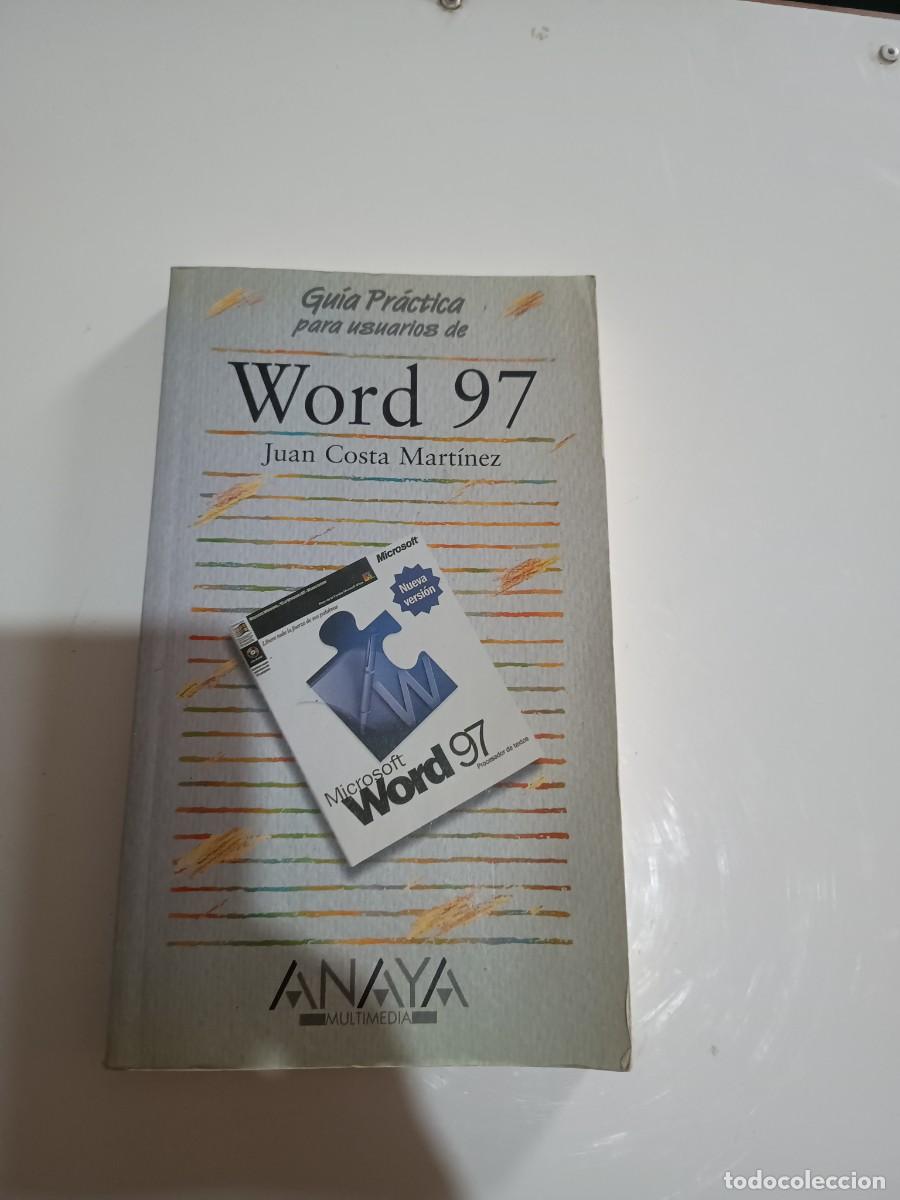 Guía Práctica
para usuarios de
Word 97
Juan Costa Martínez
Microsoft
Nueva
versión
W
Microsoft
Word 97
Procesador de textos
ANAYA
MULTIMEDIA
todocoleccion